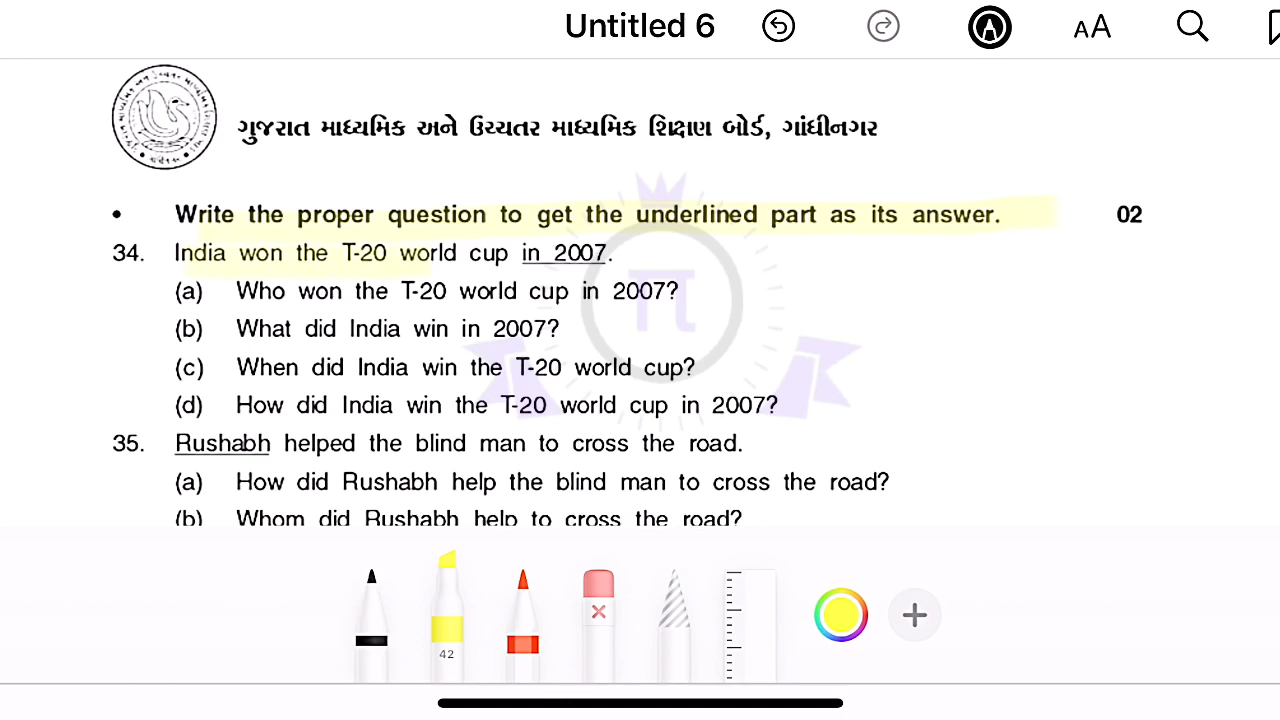 Untitled 6
AA
ગુજરાત માધ્યમિક અને ઉચ્ચતર માધ્યમિક શિક્ષણ બોર્ડ, ગાંધીનગર
• Write the proper question to get the underlined part as its answer. 02
34. India won the T-20 world cup in 2007.
(a) Who won the T-20 world cup in 2007?
(b) What did India win in 2007?
(c) When did India win the T-20 world cup?
(d) How did India win the T-20 world cup in 2007?
35. Rushabh helped the blind man to cross the road.
(a) How did Rushabh help the blind man to cross the road?
(b) Whom did Rushabh help to cross the road?
42